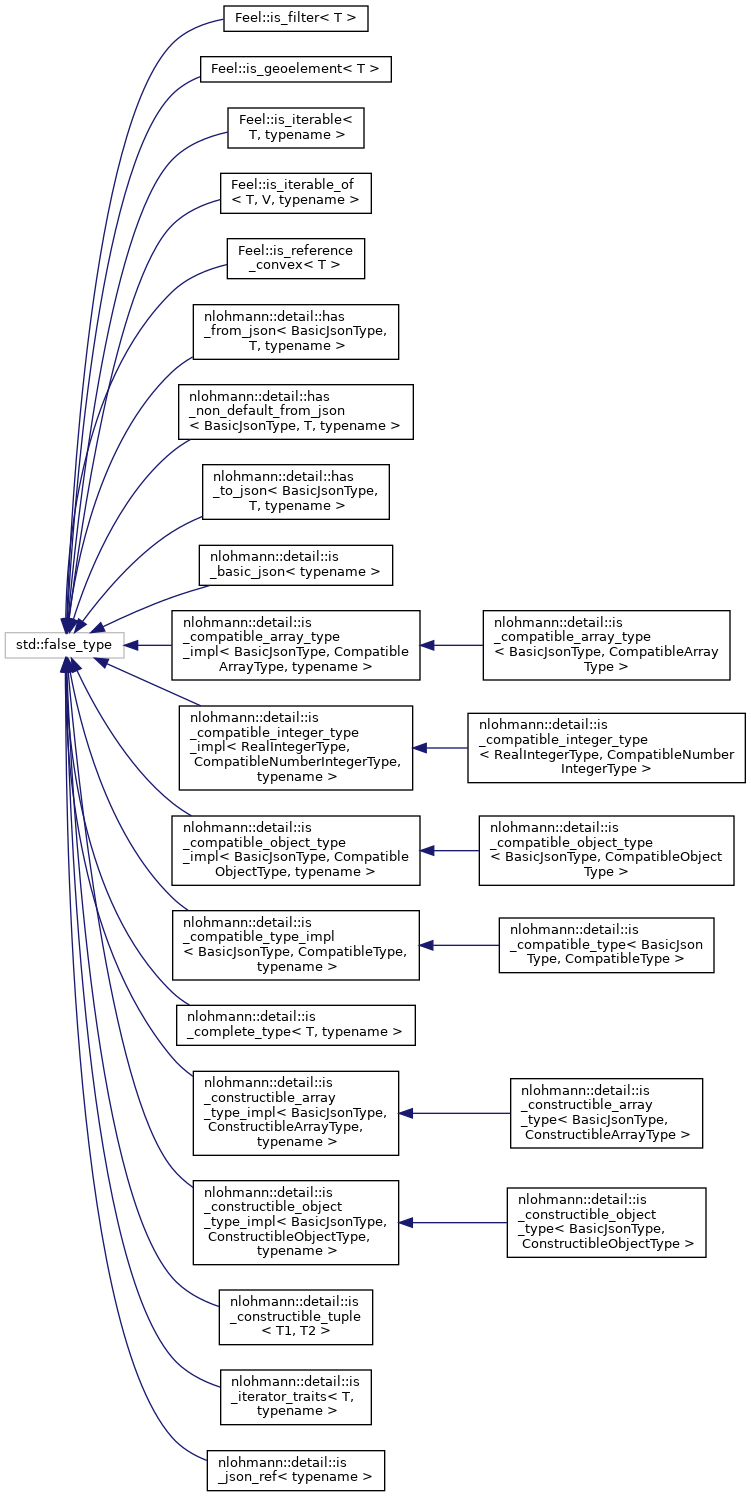 Feel::is_filter< T >
Feel::is_geoelement< T >
Feel::is_iterable<
T, typename >
Feel::is_iterable_of
< T, V, typename >
Feel::is_reference
_convex< T >
nlohmann::detail::has
_from_json< BasicJsonType,
T, typename >
nlohmann::detail::has
_non_default_from_json
< BasicJsonType, T, typename >
nlohmann::detail::has
_to_json< BasicJsonType,
T, typename >
nlohmann::detail::is
_basic_json< typename >
std::false_type
nlohmann::detail::is
_compatible_array_type
_impl< BasicJsonType, Compatible
ArrayType, typename >
nlohmann::detail::is
_compatible_array_type
< BasicJsonType, CompatibleArray
Type >
nlohmann::detail::is
_compatible_integer_type
_impl< RealIntegerType,
CompatibleNumberIntegerType,
typename >
nlohmann::detail::is
_compatible_integer_type
< RealIntegerType, CompatibleNumber
IntegerType >
nlohmann::detail::is
_compatible_object_type
_impl< BasicJsonType, Compatible
ObjectType, typename >
nlohmann::detail::is
_compatible_object_type
< BasicJsonType, CompatibleObject
Type >
nlohmann::detail::is
_compatible_type_impl
< BasicJsonType, CompatibleType,
typename >
nlohmann::detail::is
_compatible_type< BasicJson
Type, CompatibleType >
nlohmann::detail::is
_complete_type< T, typename >
nlohmann::detail::is
_constructible_array
_type_impl< BasicJsonType,
ConstructibleArrayType,
typename >
nlohmann::detail::is
_constructible_array
_type< BasicJsonType,
ConstructibleArrayType >
nlohmann::detail::is
_constructible_object
_type_impl< BasicJsonType,
ConstructibleObjectType,
typename >
nlohmann::detail::is
_constructible_object
_type< BasicJsonType,
ConstructibleObjectType >
nlohmann::detail::is
_constructible_tuple
< T1, T2 >
nlohmann::detail::is
_iterator_traits< T,
typename >
nlohmann::detail::is
_json_ref< typename >